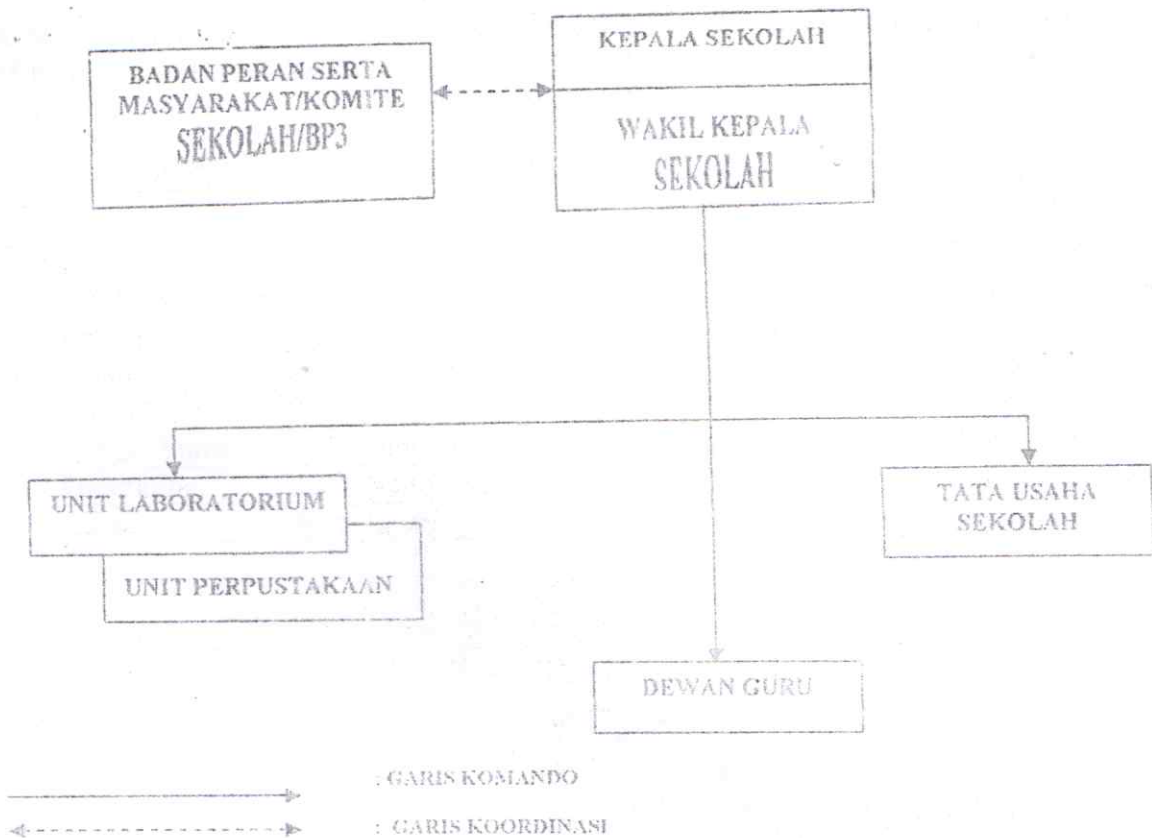 BADAN PERAN SERTA
MASYARAKAT/KOMITE
SEKOLAH/BP3
KEPALA SEKOLAH
WAKIL KEPALA
SEKOLAH
UNIT LABORATORIUM
UNIT PERPUSTAKAAN
TATA USAHA
SEKOLAH
DEWAN GURU
: GARIS KOMANDO
: GARIS KOORDINASI